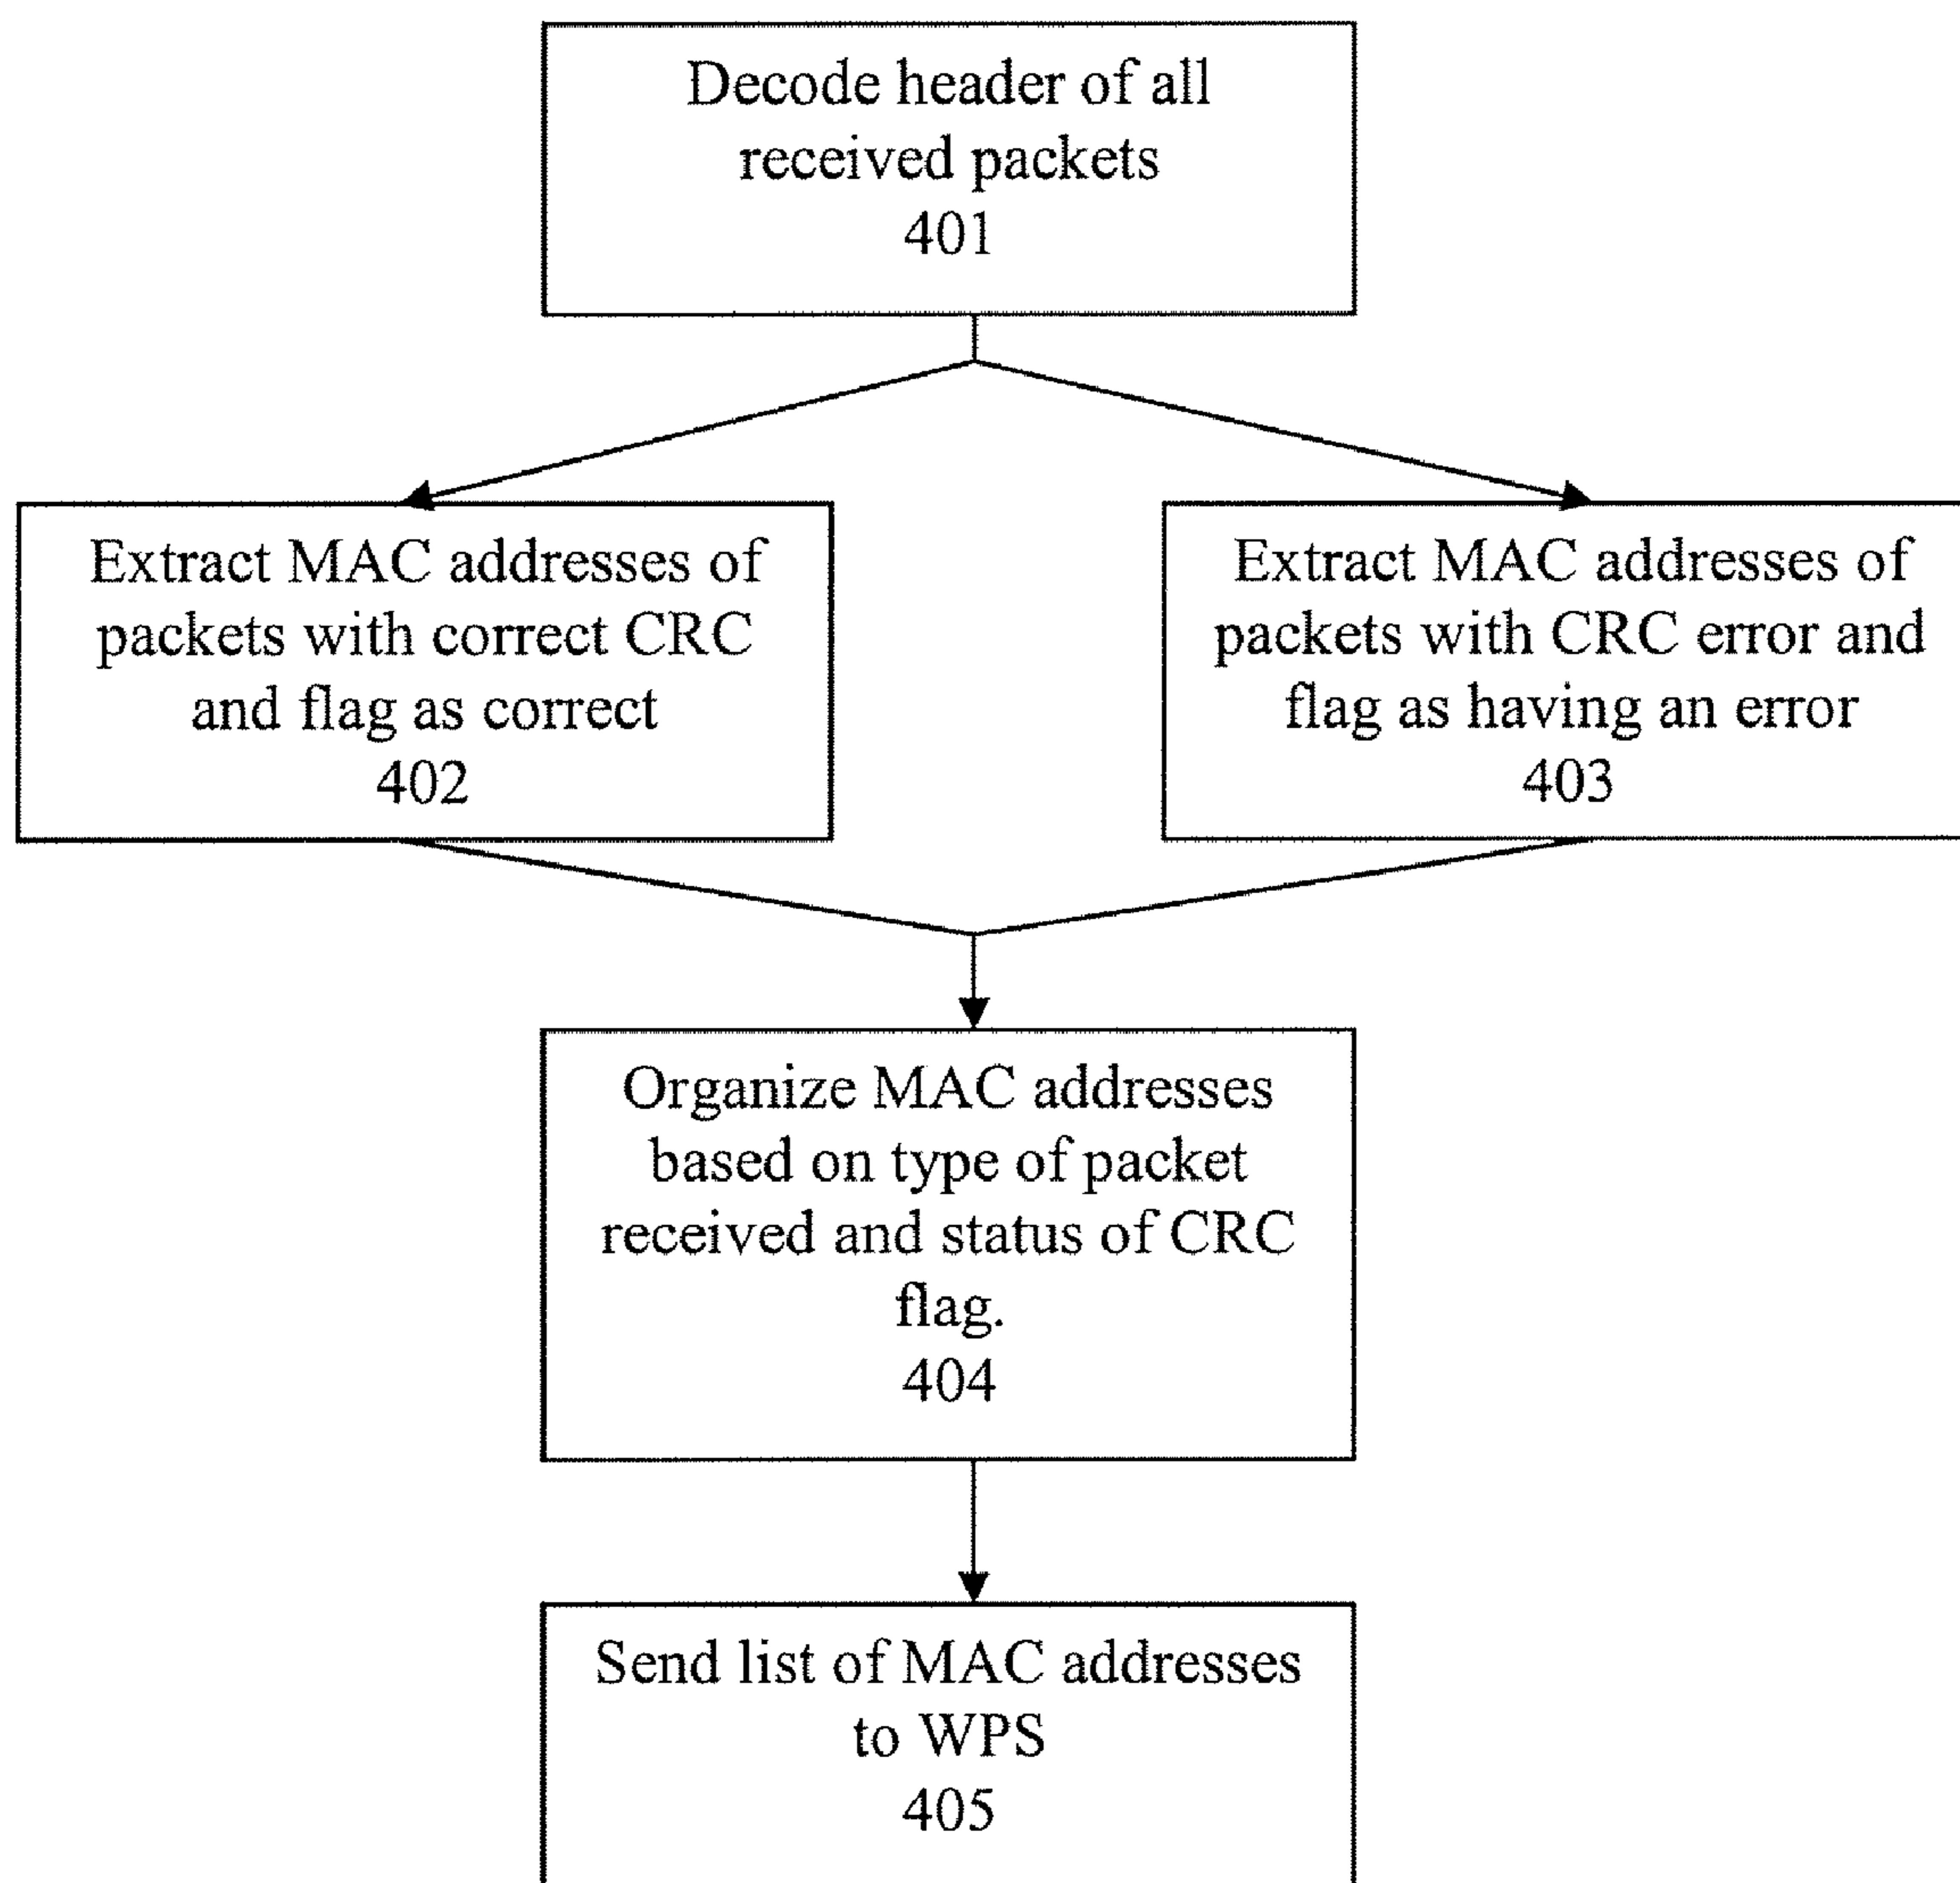 Decode header of all
received packets
401
Extract MAC addresses of
packets with correct CRC
and flag as correct
402
Extract MAC addresses of
packets with CRC error and
flag as having an error
403
Organize MAC addresses
based on type of packet
received and status of CRC
flag.
404
Send list of MAC addresses
to WPS
405